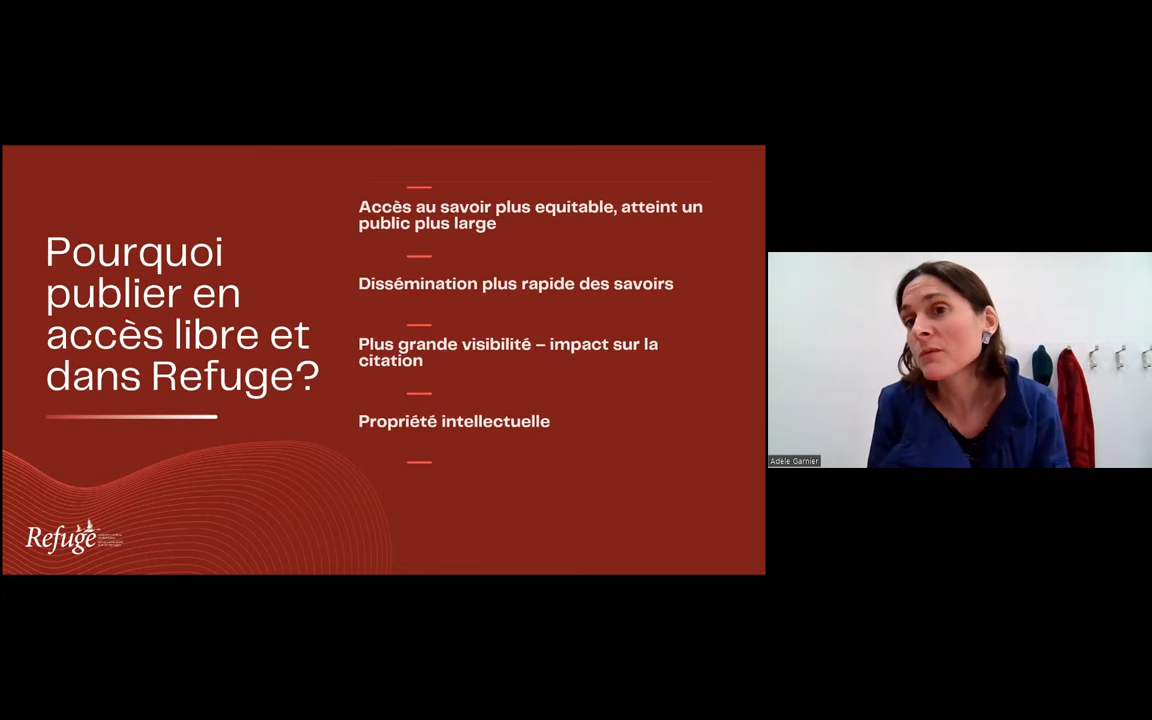 Pourquoi
publier en
accès libre et
dans Refuge?
Accès au savoir plus equitable, atteint un
public plus large
Dissémination plus rapide des savoirs
Plus grande visibilité – impact sur la
citation
Propriété intellectuelle
Refuge
Adèle Garnier